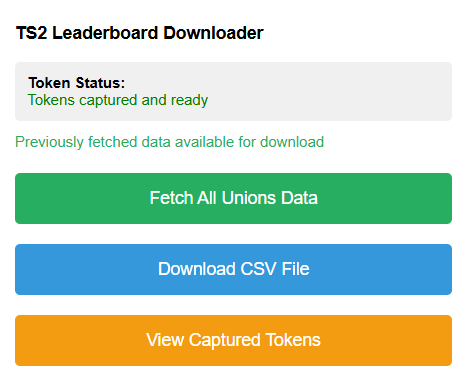 TS2 Leaderboard Downloader
Token Status:
Tokens captured and ready
Previously fetched data available for download
Fetch All Unions Data
Download CSV File
View Captured Tokens